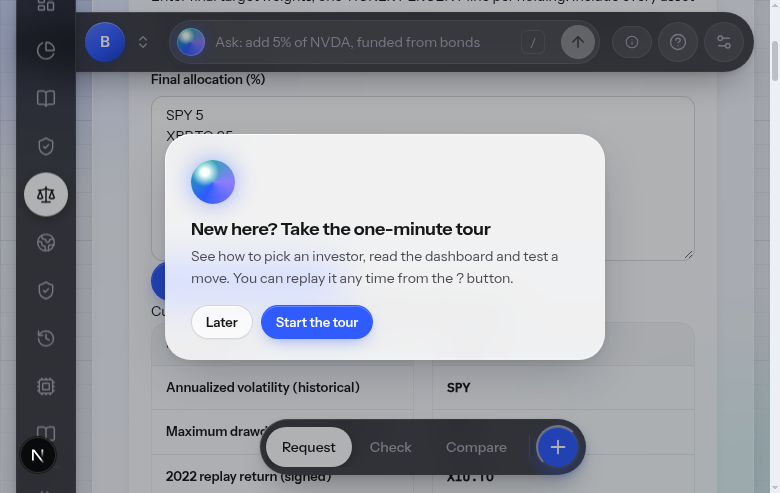 B
Ask: add 5% of NVDA, funded from bonds
/
Final allocation (%)
SPY 5
New here? Take the one-minute tour
See how to pick an investor, read the dashboard and test a
move. You can replay it any time from the ? button.
Later
Start the tour
Annualized volatility (historical)
SPY
Maximum
Request
Check
Compare
N
2022 replay return (signed)